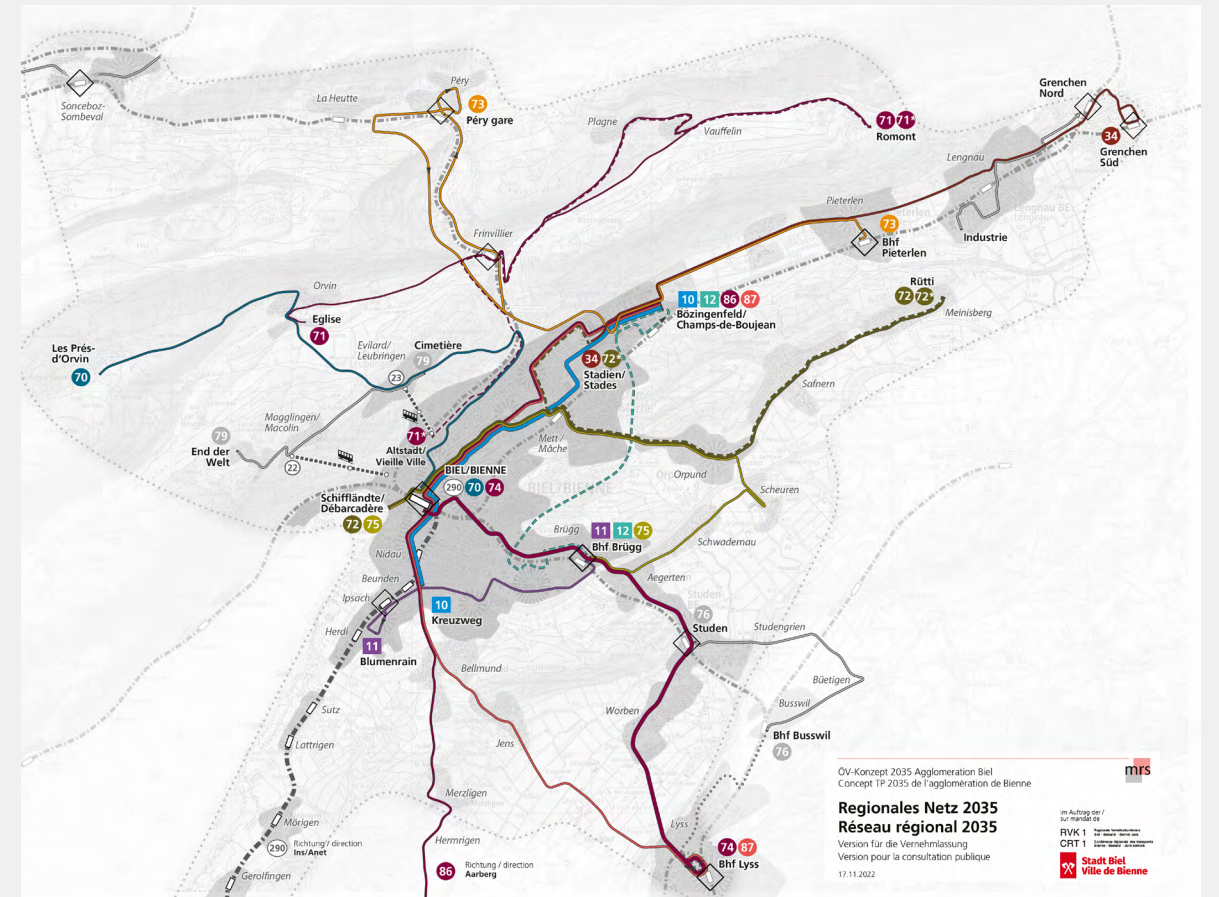 Sonceboz-
Sombeval
La Heutte
Péry
73
Péry gare
Plagne
Vauffelin
71 71*
Romont
Grenchen
Nord
34
Grenchen
Süd
Lengnau
Lengnau BE
Industrie
Pieterlen
73
Bhf
Pieterlen
Rütti
72 72*
Meinisberg
Frinvillier
Orvin
Eglise
71
Les Prés-
d'Orvin
70
Evilard/
Leubringen
Cimetière
79
23
10 12 86 87
Bözingenfeld/
Champs-de-Boujean
34 72*
Stadien/
Stades
Safnern
Magglingen/
Macolin
79
End der
Welt
22
71*
Altstadt/
Vieille Ville
Mett /
Mâche
BIEL/BIENNE
290 70 74
BIEL/BIENNE
Orpund
Scheuren
Büren
Schiffländte/
Débarcadère
72 75
Brügg
11 12 75
Bhf Brügg
Schwadernau
Nidau
Beunden
Ipsach
Aegerten
Studen
BE
76
Studen
Studengrien
10
Kreuzweg
Herdi
11
Blumenrain
Bellmund
Büetigen
Busswil
Bhf Busswil
76
Worben
Sutz
Lattrigen
Jens
Merzligen
Hermrigen
Mörigen
290
Richtung / direction
Ins/Anet
Gerolfingen
86
Richtung / direction
Aarberg
Lyss
74 87
Bhf Lyss
ÖV-Konzept 2035 Agglomeration Biel
Concept TP 2035 de l'agglomération de Bienne
mrs
Regionales Netz 2035
Réseau régional 2035
Version für die Vernehmlassung
Version pour la consultation publique
17.11.2022
im Auftrag der /
sur mandat de
RVK 1
CRT 1
Stadt Biel
Ville de Bienne